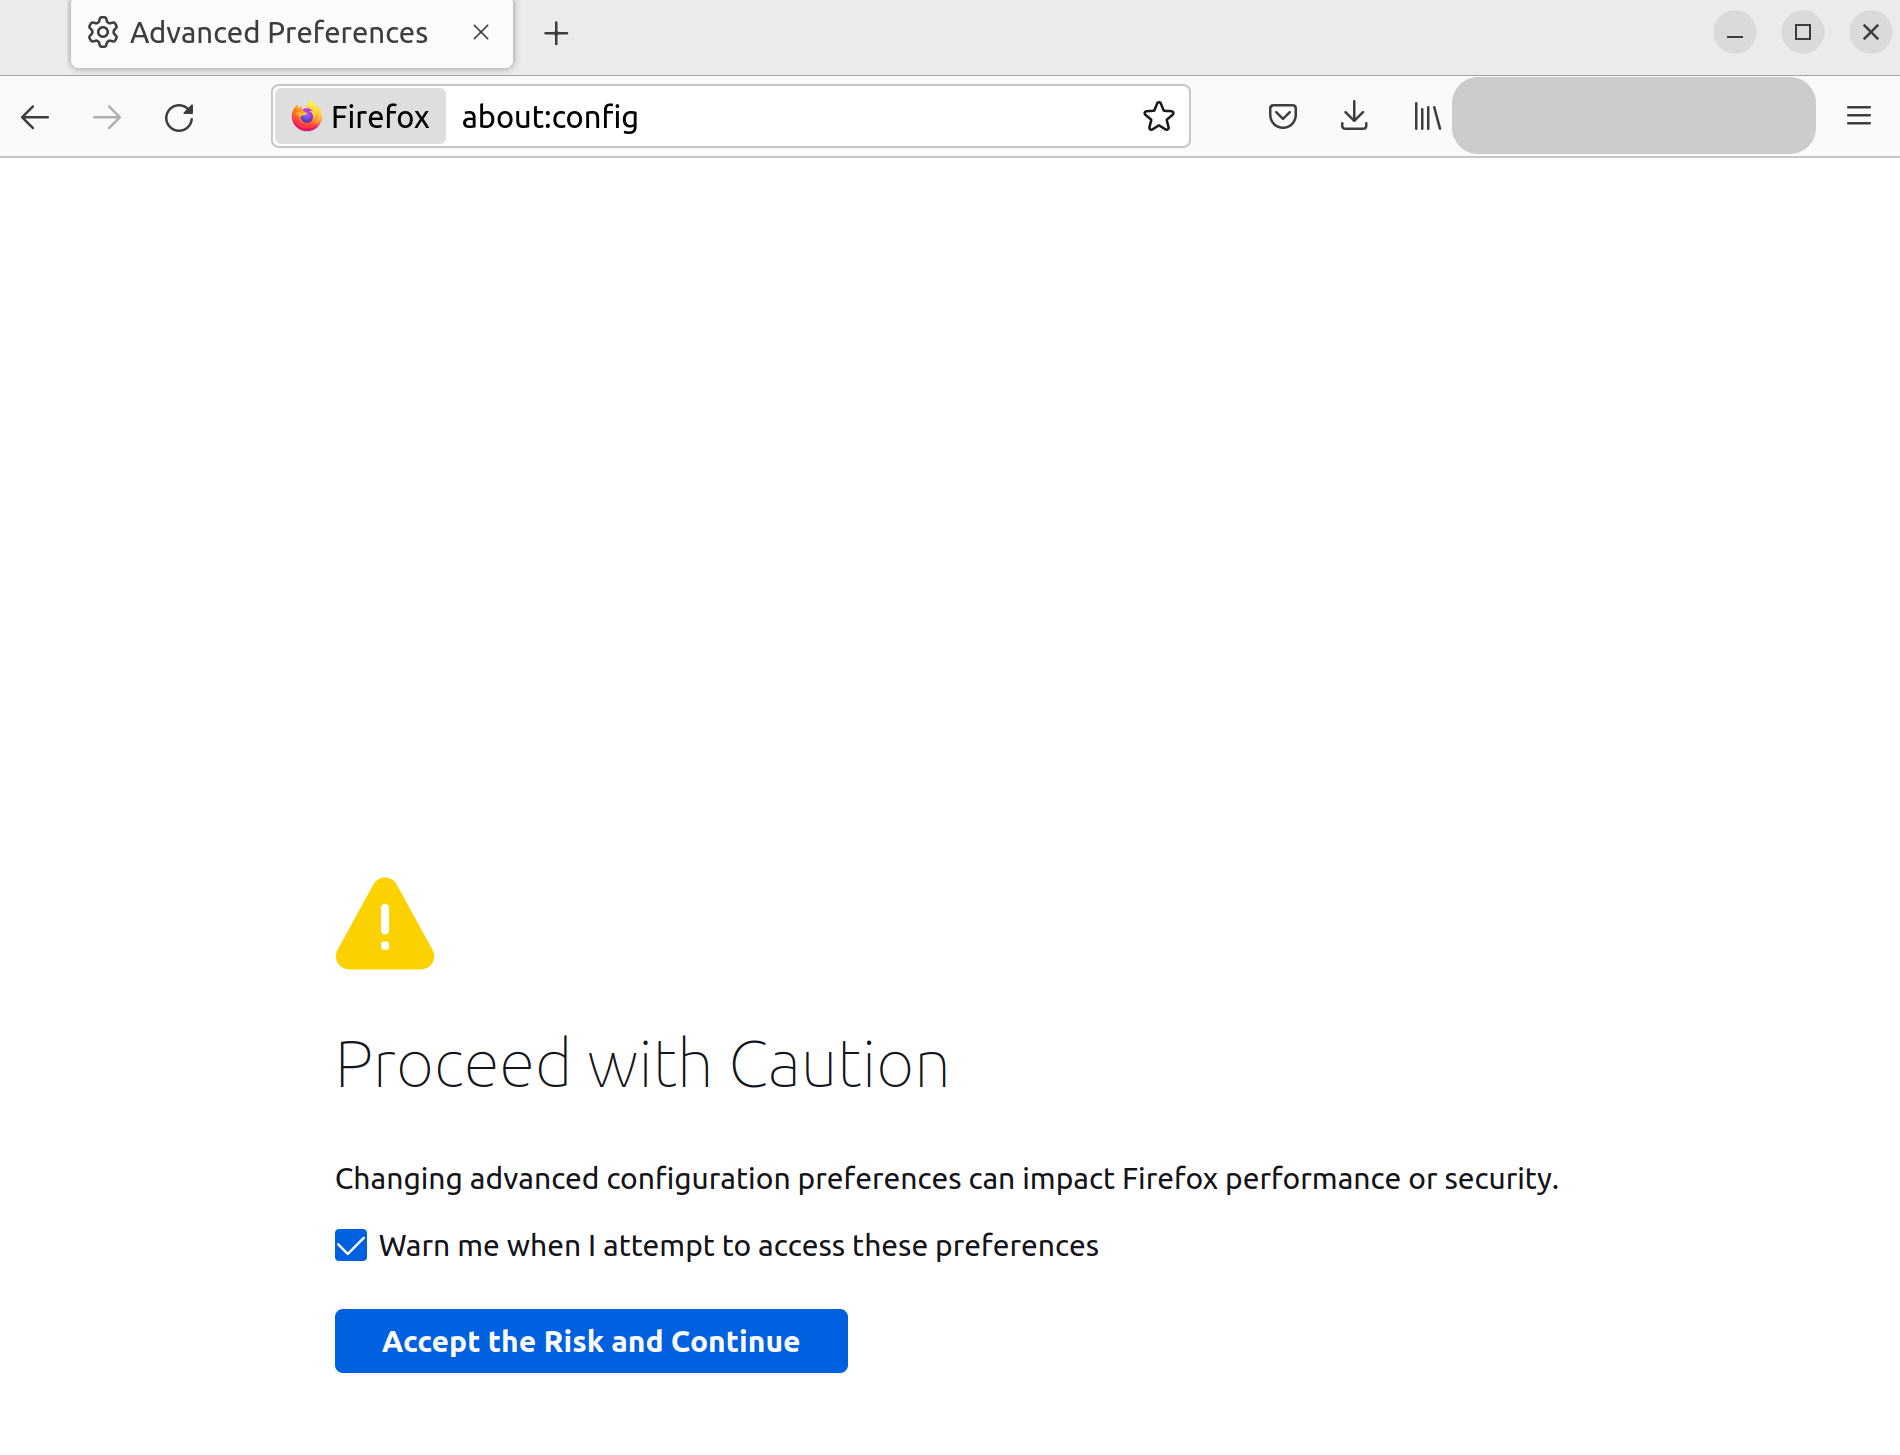 Advanced Preferences
Firefox about:config
Proceed with Caution
Changing advanced configuration preferences can impact Firefox performance or security.
Warn me when I attempt to access these preferences
Accept the Risk and Continue